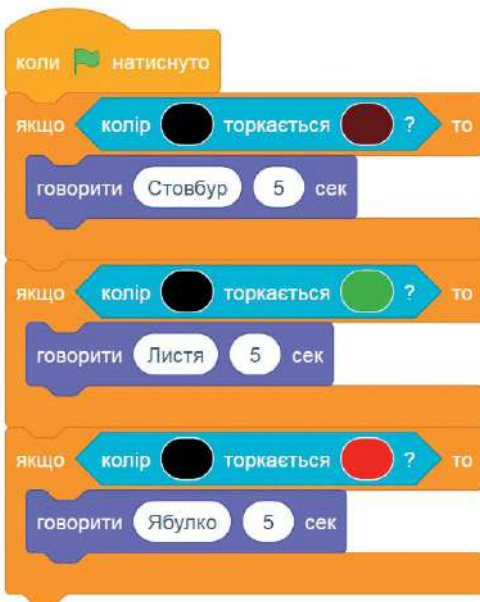 коли натиснуто
якщо колір торкається ? то
говорити Стовбур 5 сек
якщо колір торкається ? то
говорити Листя 5 сек
якщо колір торкається ? то
говорити Ябулко 5 сек